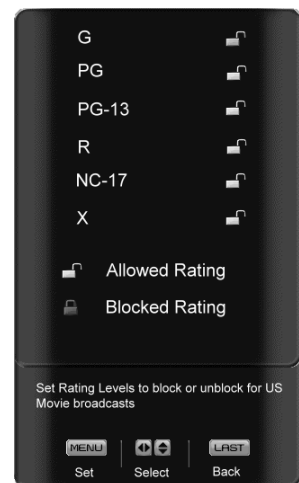 G
PG
PG-13
R
NC-17
X
Allowed Rating
Blocked Rating
Set Rating Levels to block or unblock for US
Movie broadcasts
MENU LAST
Set Select Back